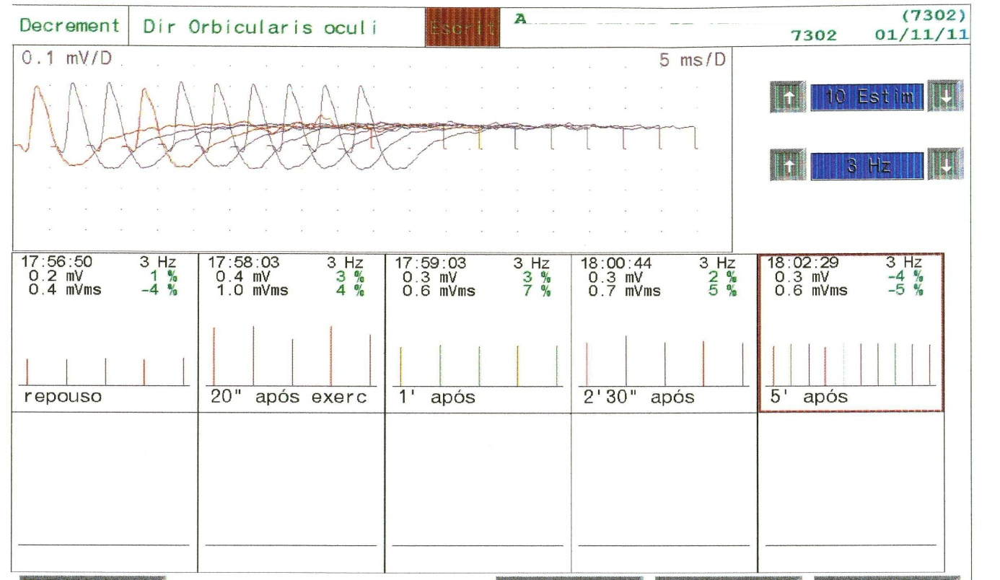 Decrement Dir Orbicularis oculi Escrit A (7302)
7302 01/11/11
0.1 mV/D 5 ms/D
10 Estim
3 Hz
17:56:50 3 Hz
0.2 mV 1 %
0.4 mVms -4 %
repouso
17:58:03 3 Hz
0.4 mV 3 %
1.0 mVms 4 %
20" após exerc
17:59:03 3 Hz
0.3 mV 3 %
0.6 mVms 7 %
1' após
18:00:44 3 Hz
0.3 mV 2 %
0.7 mVms 5 %
2'30" após
18:02:29 3 Hz
0.3 mV -4 %
0.6 mVms -5 %
5' após